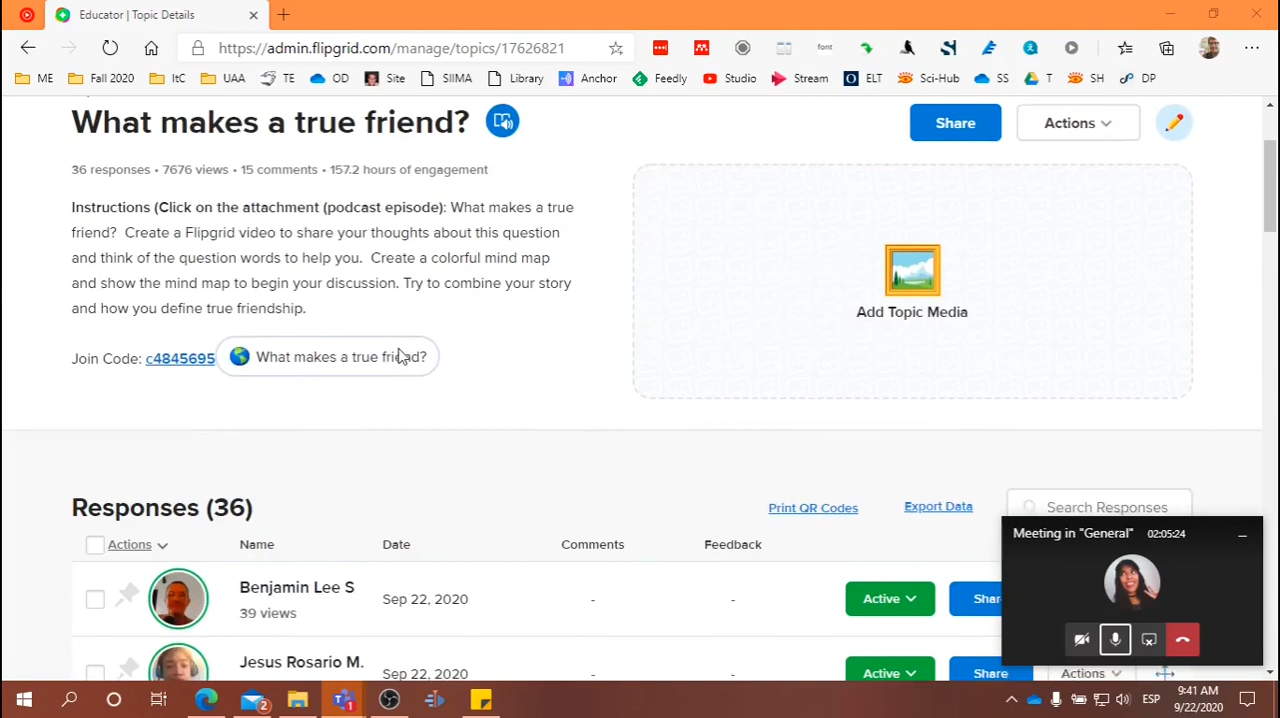 Educator | Topic Details
https://admin.flipgrid.com/manage/topics/17626821
font
ME
Fall 2020
ItC
UAA
TE
OD
Site
SIIMA
Library
Anchor
Feedly
Studio
Stream
ELT
Sci-Hub
SS
T
SH
DP
What makes a true friend?
Share
Actions
36 responses • 7676 views • 15 comments • 157.2 hours of engagement
Instructions (Click on the attachment (podcast episode): What makes a true
friend? Create a Flipgrid video to share your thoughts about this question
and think of the question words to help you. Create a colorful mind map
and show the mind map to begin your discussion. Try to combine your story
and how you define true friendship.
Add Topic Media
Join Code: c4845695
What makes a true friend?
Responses (36)
Print QR Codes
Export Data
Search Responses
Actions
Name
Date
Comments
Feedback
Meeting in "General"
02:05:24
Benjamin Lee S
39 views
Sep 22, 2020
-
-
Active
Shar
Jesus Rosario M.
Sep 22, 2020
-
-
Active
Share
Actions
2
1
ESP
9:41 AM
9/22/2020